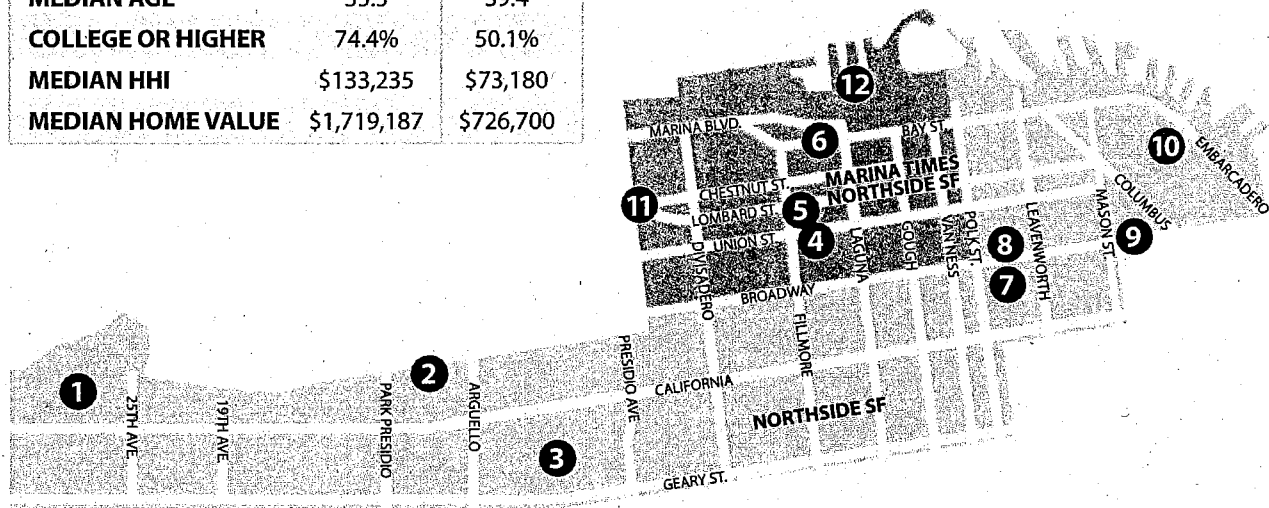 MEDIAN AGE
COLLEGE OR HIGHER 74.4% 50.1%
MEDIAN HHI $133,235 $73,180
MEDIAN HOME VALUE $1,719,187 $726,700
12
MARINA BLVD.
6
BAY ST.
10
EMBARCADERO
CHESTNUT ST.
MARINA TIMES
NORTHSIDE SF
11
LOMBARD ST.
5
COLUMBUS
UNION ST.
4
DIVISADERO
LAGUNA
GOUGH
VAN NESS
POLK ST.
8
LEAVENWORTH
MASON ST.
9
7
BROADWAY
FILLMORE
PRESIDIO AVE
1
25TH AVE
19TH AVE
PARK PRESIDIO
2
ARGUELLO
CALIFORNIA
NORTHSIDE SF
3
GEARY ST.